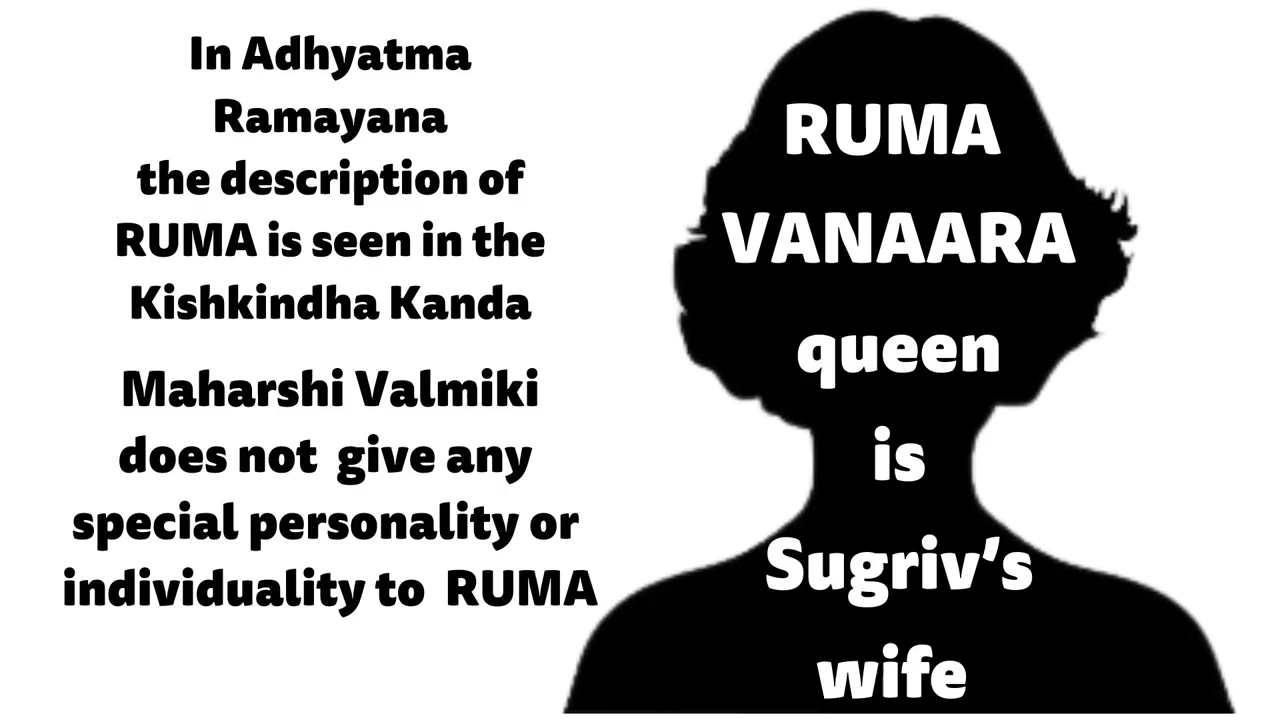 In Adhyatma
Ramayana
the description of
RUMA is seen in the
Kishkindha Kanda
Maharshi Valmiki
does not give any
special personality or
individuality to RUMA
RUMA
VANAARA
queen
is
Sugriv’s
wife